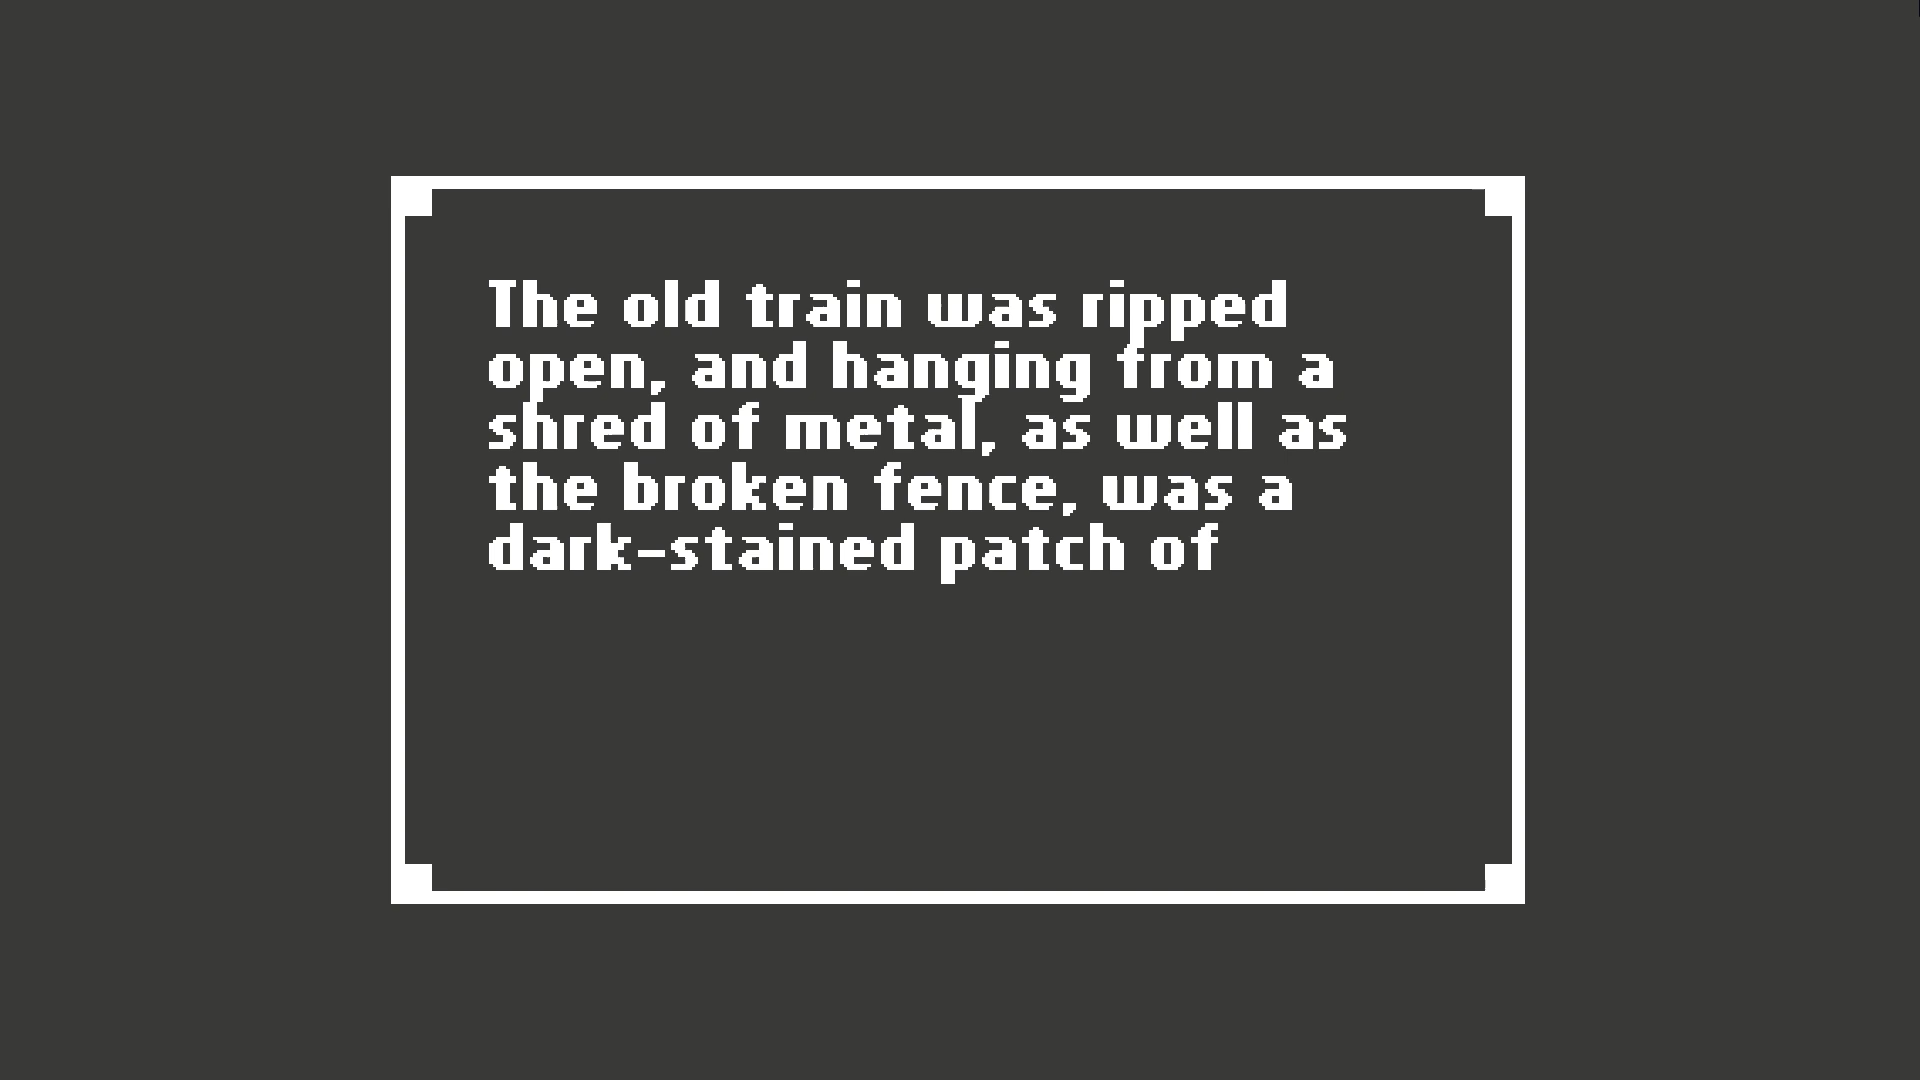 The old train was ripped
open, and hanging from a
shred of metal, as well as
the broken fence, was a
dark-stained patch of